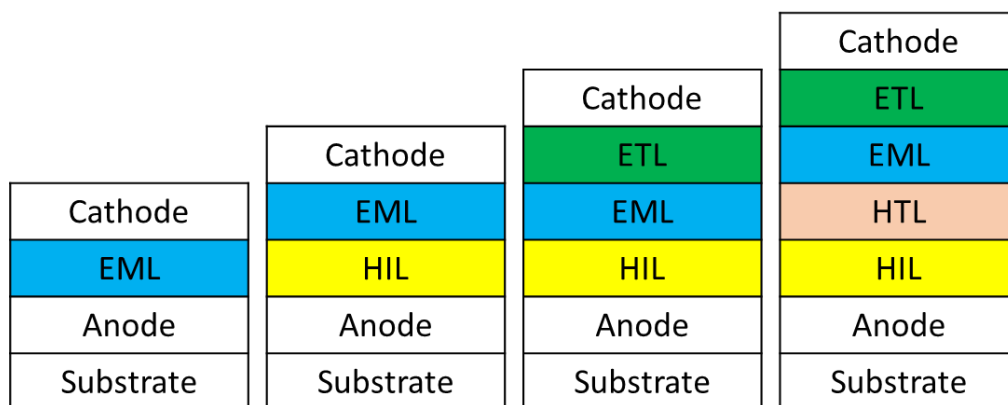 Cathode
EML
Anode
Substrate
Cathode
EML
HIL
Anode
Substrate
Cathode
ETL
EML
HIL
Anode
Substrate
Cathode
ETL
EML
HTL
HIL
Anode
Substrate